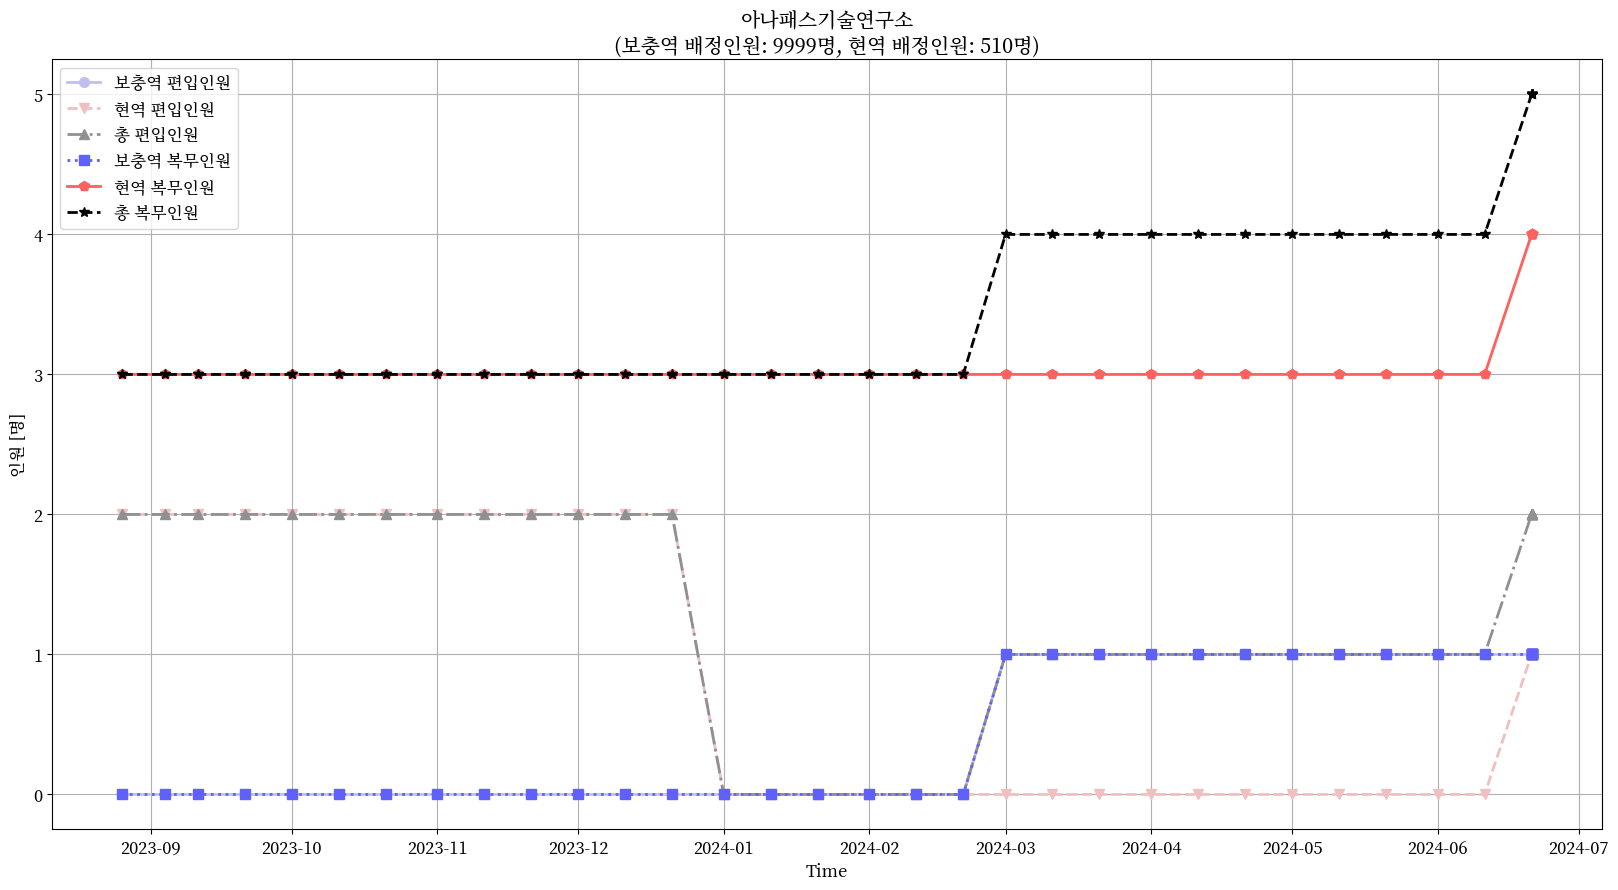 아나패스기술연구소
(보충역 배정인원: 9999명, 현역 배정인원: 510명)
보충역 편입인원
현역 편입인원
총 편입인원
보충역 복무인원
현역 복무인원
총 복무인원
5
4
3
2
1
0
인원 [명]
2023-09
2023-10
2023-11
2023-12
2024-01
2024-02
2024-03
2024-04
2024-05
2024-06
2024-07
Time